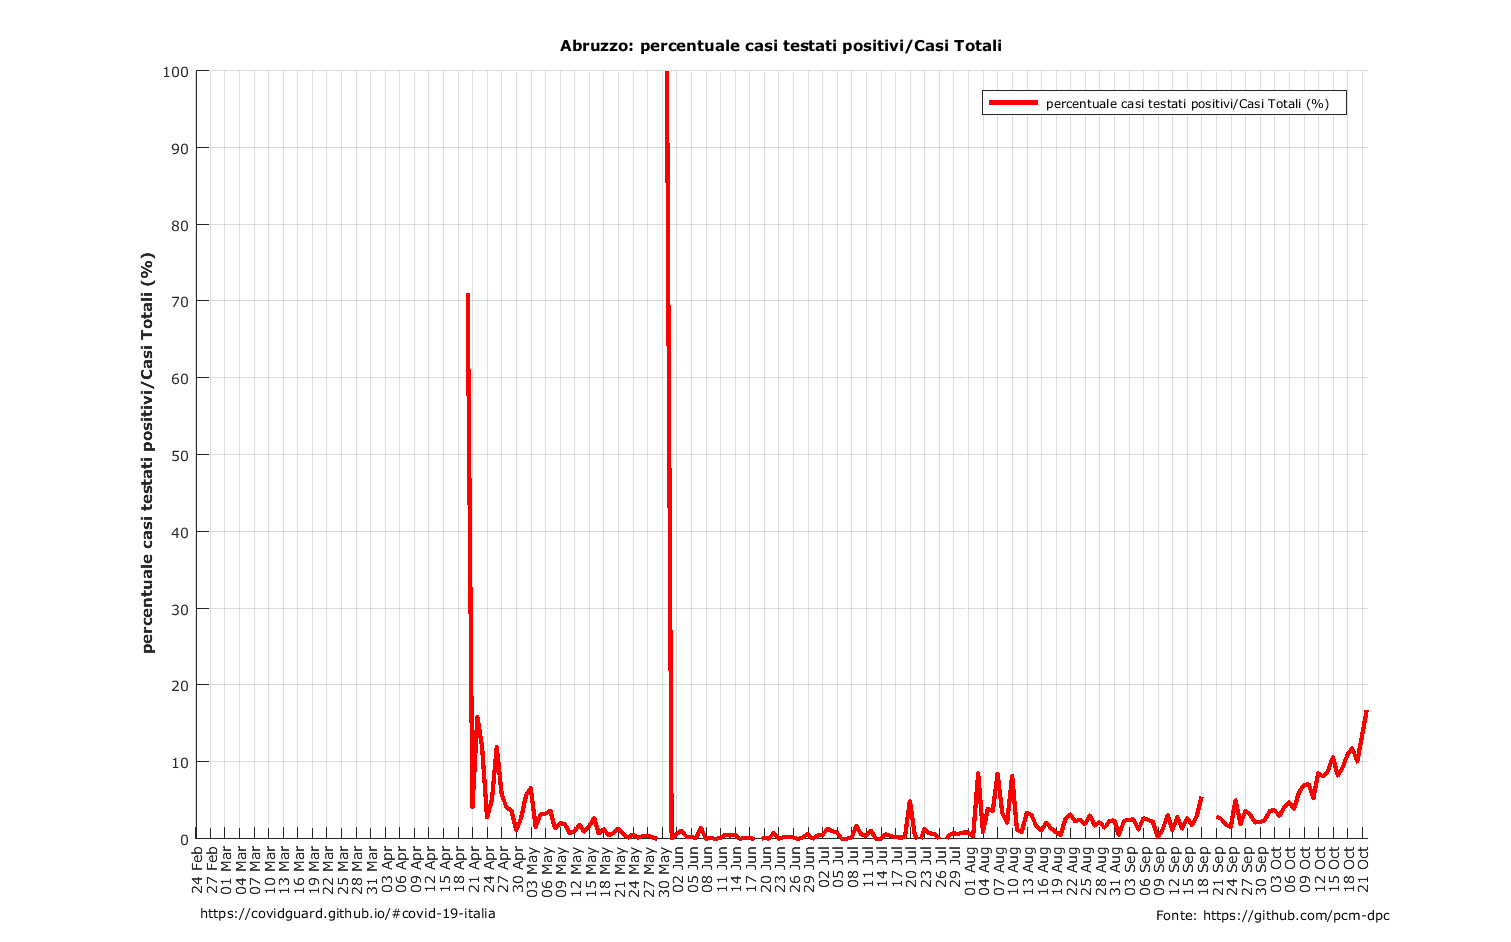 Abruzzo: percentuale casi testati positivi/Casi Totali
percentuale casi testati positivi/Casi Totali (%)
percentuale casi testati positivi/Casi Totali (%)
100
90
80
70
60
50
40
30
20
10
0
24 Feb
27 Feb
01 Mar
04 Mar
07 Mar
10 Mar
13 Mar
16 Mar
19 Mar
22 Mar
25 Mar
28 Mar
31 Mar
03 Apr
06 Apr
09 Apr
12 Apr
15 Apr
18 Apr
21 Apr
24 Apr
27 Apr
30 Apr
03 May
06 May
09 May
12 May
15 May
18 May
21 May
24 May
27 May
30 May
02 Jun
05 Jun
08 Jun
11 Jun
14 Jun
17 Jun
20 Jun
23 Jun
26 Jun
29 Jun
02 Jul
05 Jul
08 Jul
11 Jul
14 Jul
17 Jul
20 Jul
23 Jul
26 Jul
29 Jul
01 Aug
04 Aug
07 Aug
10 Aug
13 Aug
16 Aug
19 Aug
22 Aug
25 Aug
28 Aug
31 Aug
03 Sep
06 Sep
09 Sep
12 Sep
15 Sep
18 Sep
21 Sep
24 Sep
27 Sep
30 Sep
03 Oct
06 Oct
09 Oct
12 Oct
15 Oct
18 Oct
21 Oct
https://covidguard.github.io/#covid-19-italia
Fonte: https://github.com/pcm-dpc